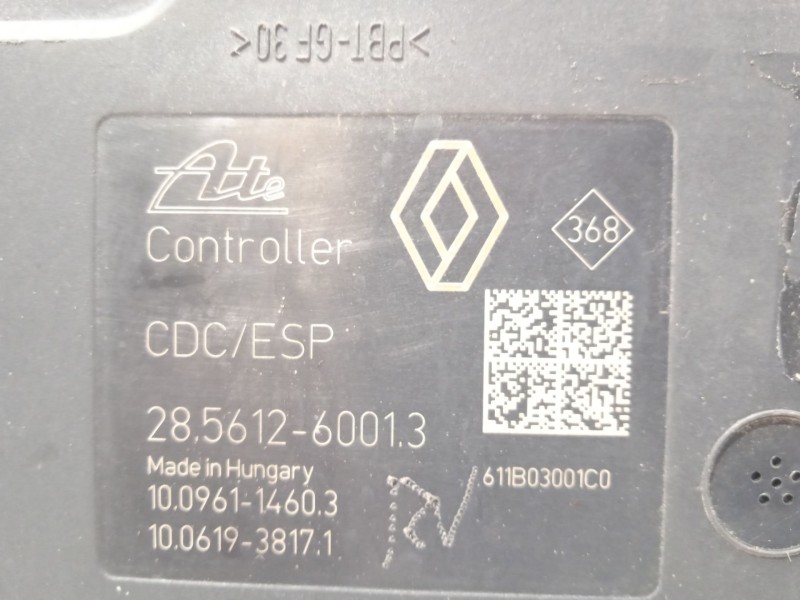 >PBT-GF30<
Ate
368
Controller
CDC/ESP
28.5612-6001.3
Made in Hungary
611B03001C0
10.0961-1460.3
RV
10.0619-3817.1